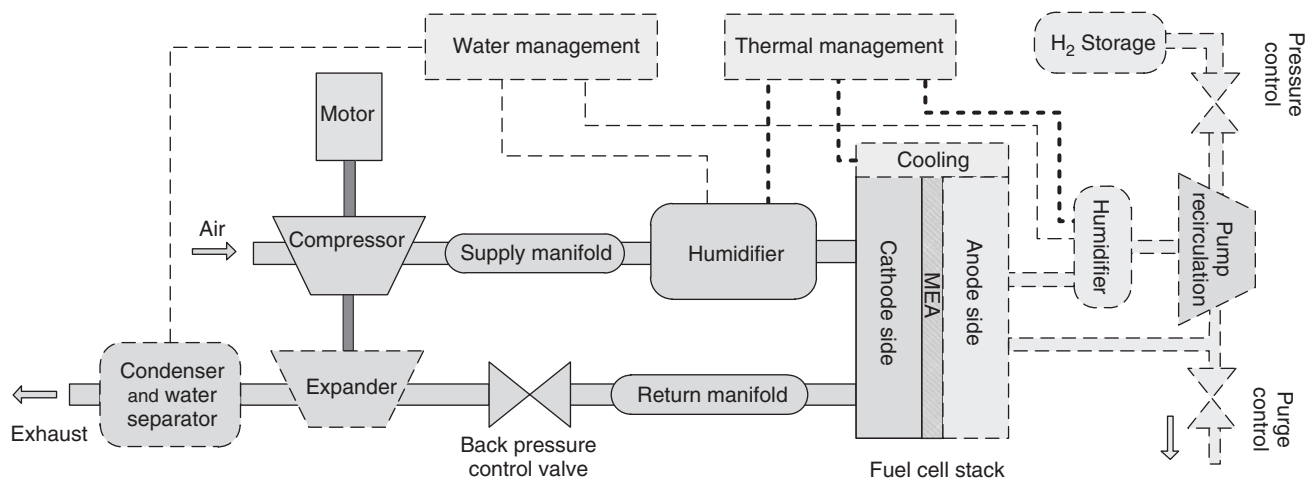 Water management
Thermal management
H2 Storage
Pressure
control
Motor
Cooling
Air
Compressor
Supply manifold
Humidifier
Cathode side
MEA
Anode side
Humidifier
Pump
recirculation
Condenser
and water
separator
Expander
Return manifold
Exhaust
Back pressure
control valve
Fuel cell stack
Purge
control